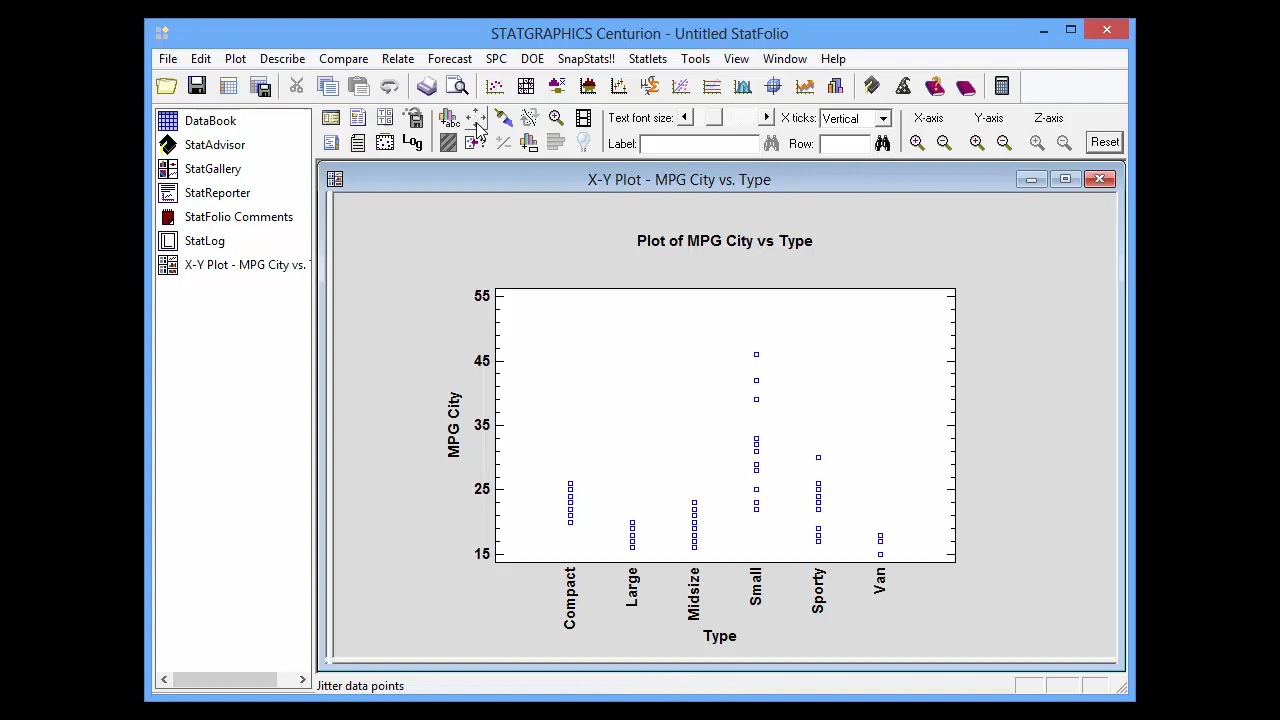 STATGRAPHICS Centurion - Untitled StatFolio
File Edit Plot Describe Compare Relate Forecast SPC DOE SnapStats!! Statlets Tools View Window Help
DataBook
StatAdvisor
StatGallery
StatReporter
StatFolio Comments
StatLog
X-Y Plot - MPG City vs.
Text font size: X ticks: Vertical X-axis Y-axis Z-axis
Log Label: Row: Reset
X-Y Plot - MPG City vs. Type
Plot of MPG City vs Type
55
45
35
25
15
MPG City
Compact Large Midsize Small Sporty Van
Type
Jitter data points